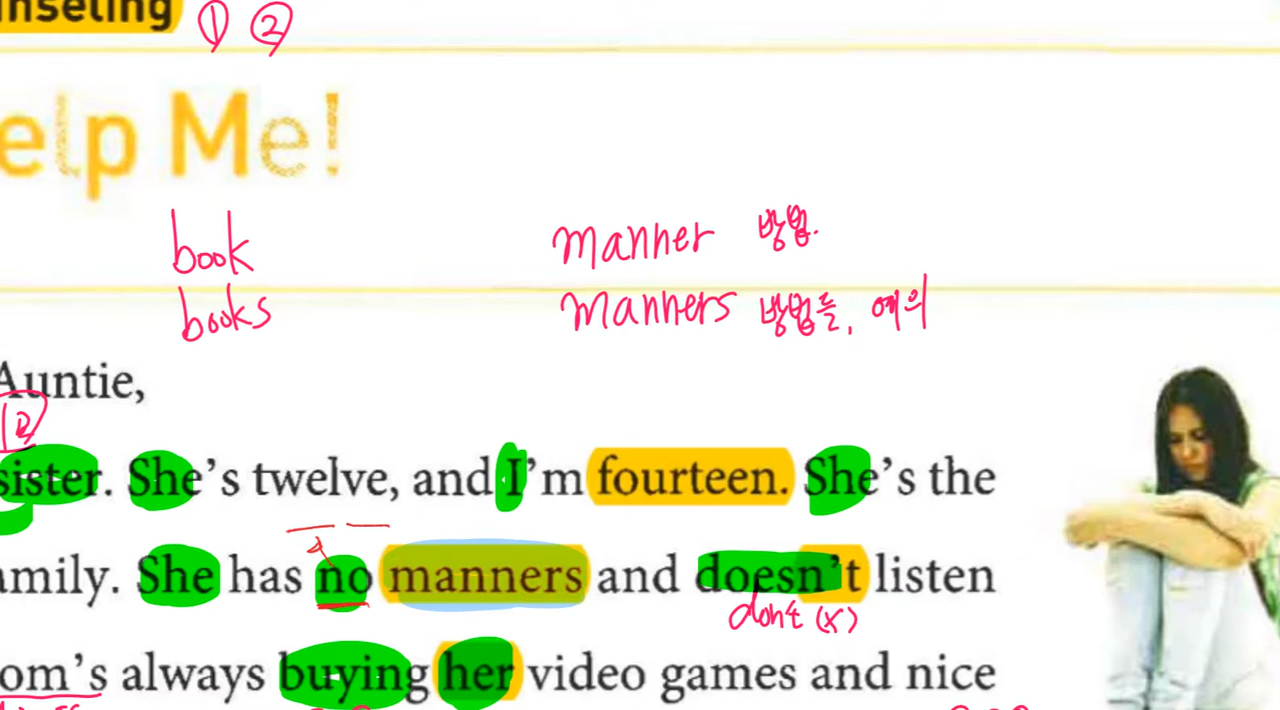 nseling ① ②
elp Me!
book
manner 방법.
books
manners 방법들, 예의
Auntie,
sister. She's twelve, and I'm fourteen. She's the
amily. She has no manners and doesn't listen
don't (x)
om's always buying her video games and nice